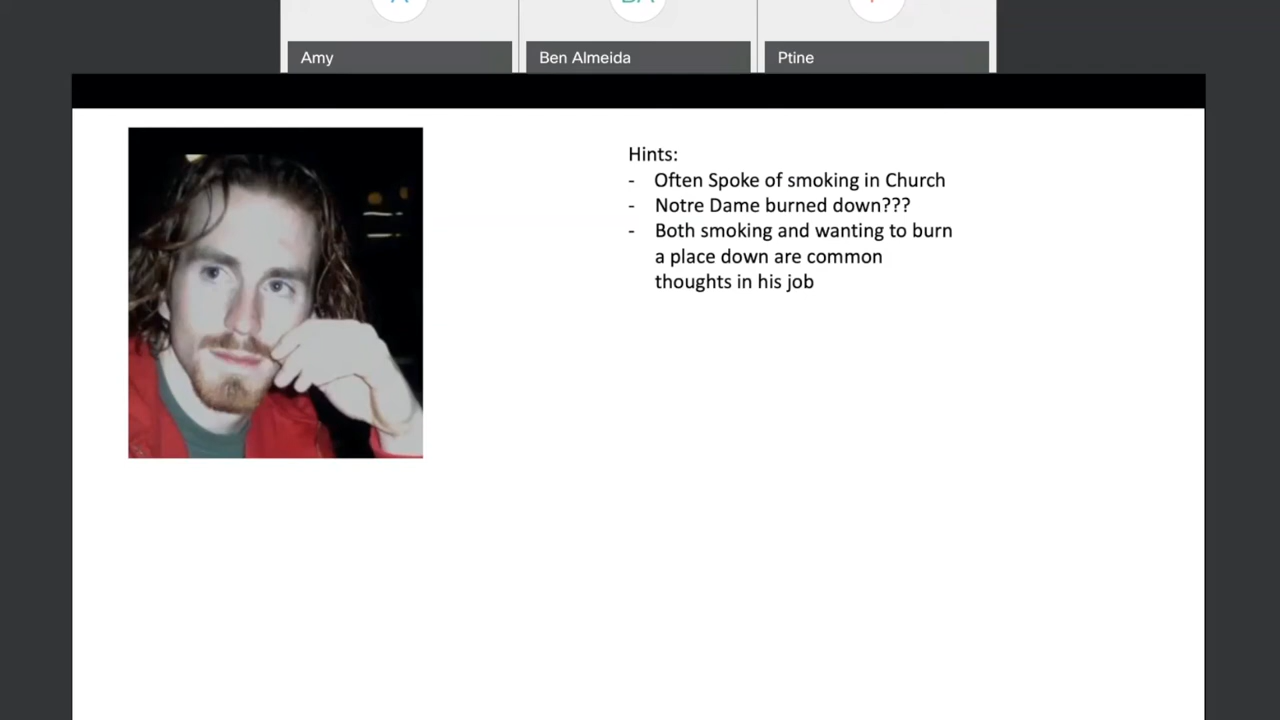 Amy
Ben Almeida
Ptine
Hints:
- Often Spoke of smoking in Church
- Notre Dame burned down???
- Both smoking and wanting to burn
a place down are common
thoughts in his job